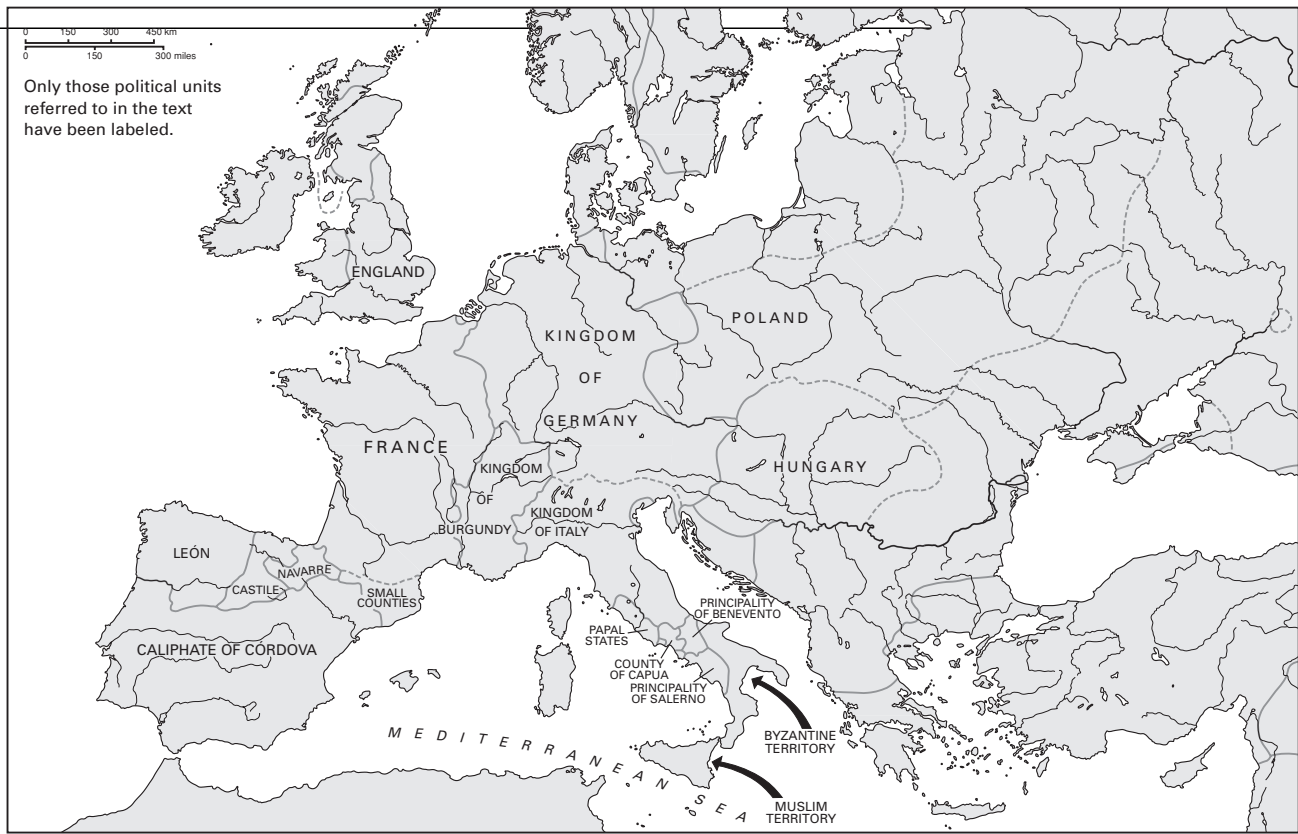 0 150 300 450 km
0 150 300 miles
Only those political units
referred to in the text
have been labeled.
ENGLAND
POLAND
KINGDOM
OF
GERMANY
FRANCE
HUNGARY
KINGDOM
OF
BURGUNDY
KINGDOM
OF ITALY
LEÓN
NAVARRE
CASTILE
SMALL
COUNTIES
PRINCIPALITY
OF BENEVENTO
PAPAL
STATES
CALIPHATE OF CÓRDOVA
COUNTY
OF CAPUA
PRINCIPALITY
OF SALERNO
BYZANTINE
TERRITORY
MEDITERRANEAN SEA
MUSLIM
TERRITORY